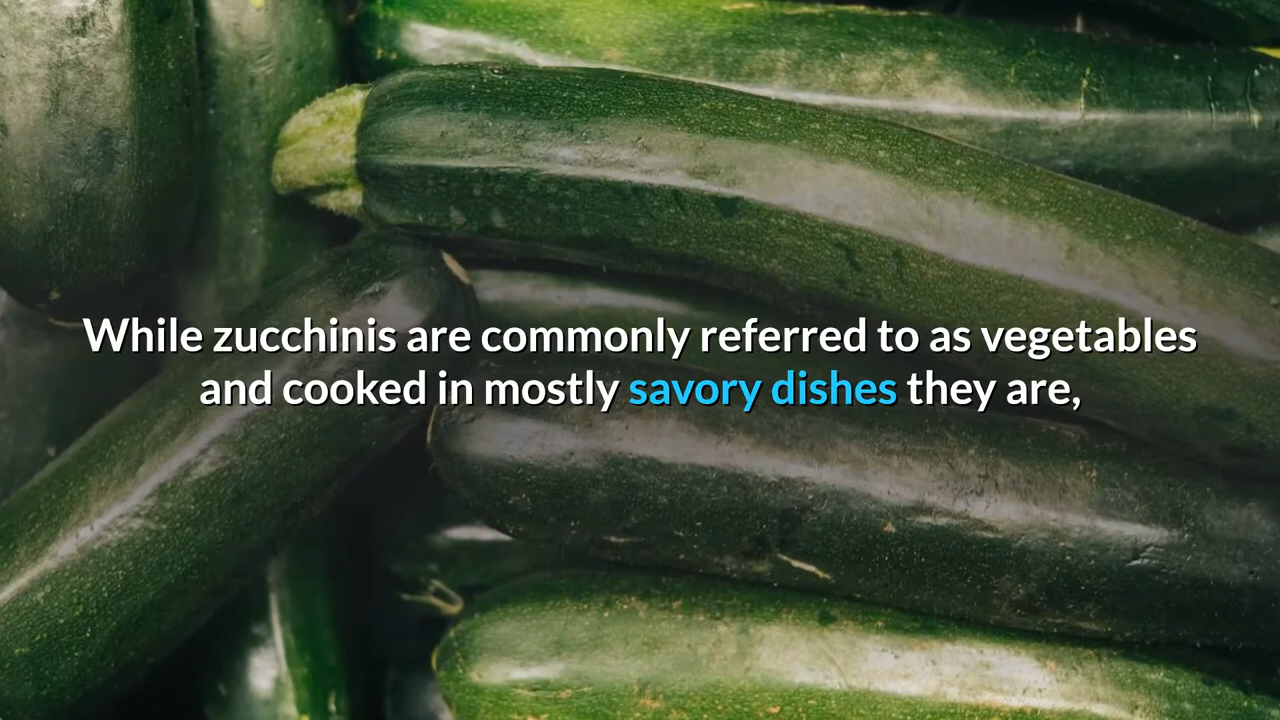 While zucchinis are commonly referred to as vegetables
and cooked in mostly savory dishes they are,